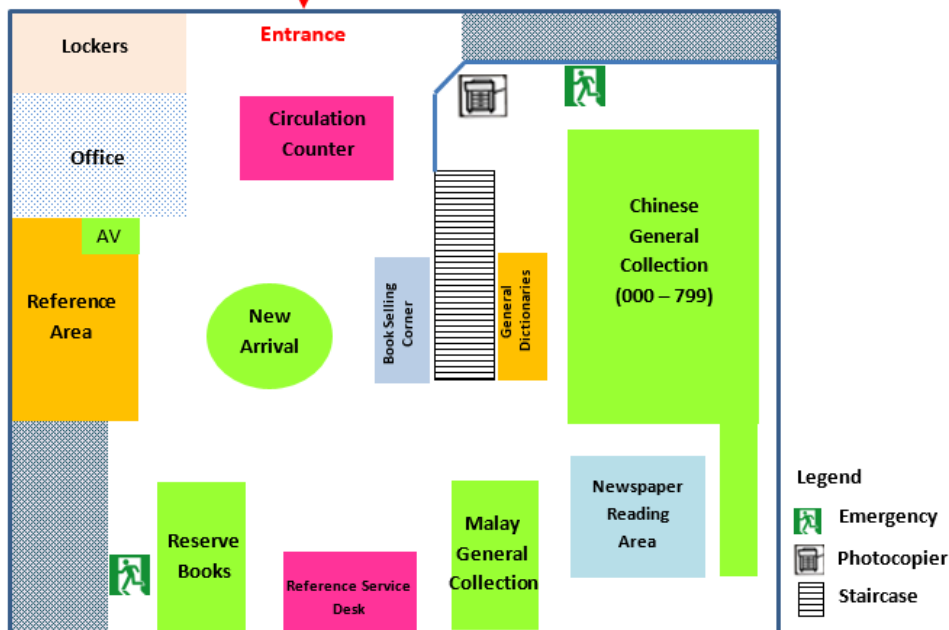 Lockers
Entrance
Circulation
Counter
Office
AV
Reference
Area
New
Arrival
Book Selling
Corner
General
Dictionaries
Chinese
General
Collection
(000 – 799)
Reserve
Books
Reference Service
Desk
Malay
General
Collection
Newspaper
Reading
Area
Legend
Emergency
Photocopier
Staircase